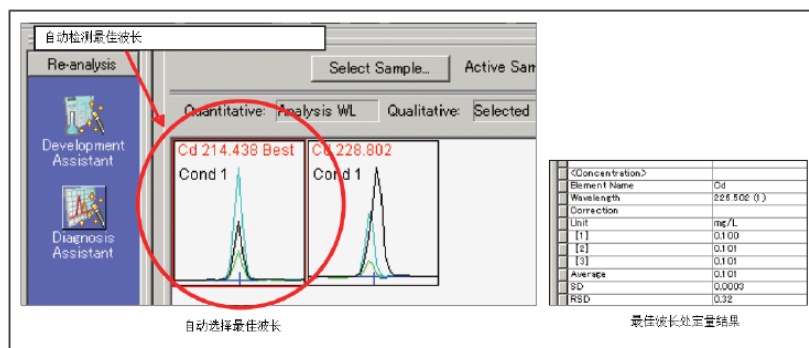 自动检测最佳波长
Re-analysis
Select Sample...
Active Sam
Quantitative: Analysis WL
Qualitative: Selected
Development
Assistant
Diagnosis
Assistant
Cd 214.438 Best
Cond 1
Cd 228.802
Cond 1
自动选择最佳波长
<Concentration>
Element Name Cd
Wavelength 226.502 (1)
Correction
Unit mg/L
[1] 0.100
[2] 0.101
[3] 0.101
Average 0.101
SD 0.0003
RSD 0.32
最佳波长处定量结果